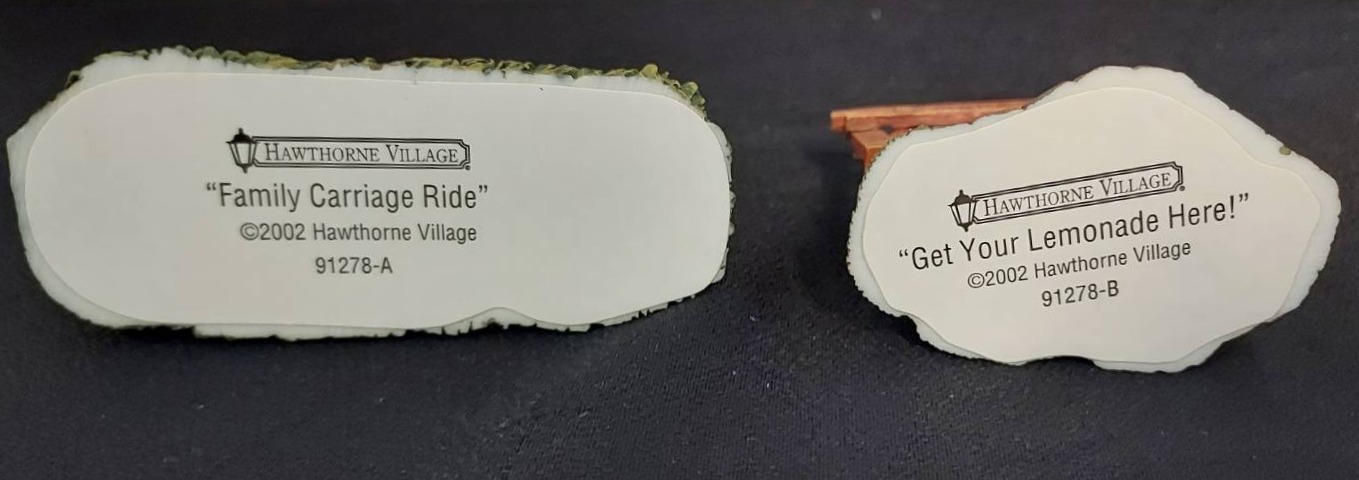 HAWTHORNE VILLAGE®
“Family Carriage Ride”
©2002 Hawthorne Village
91278-A
HAWTHORNE VILLAGE®
“Get Your Lemonade Here!”
©2002 Hawthorne Village
91278-B